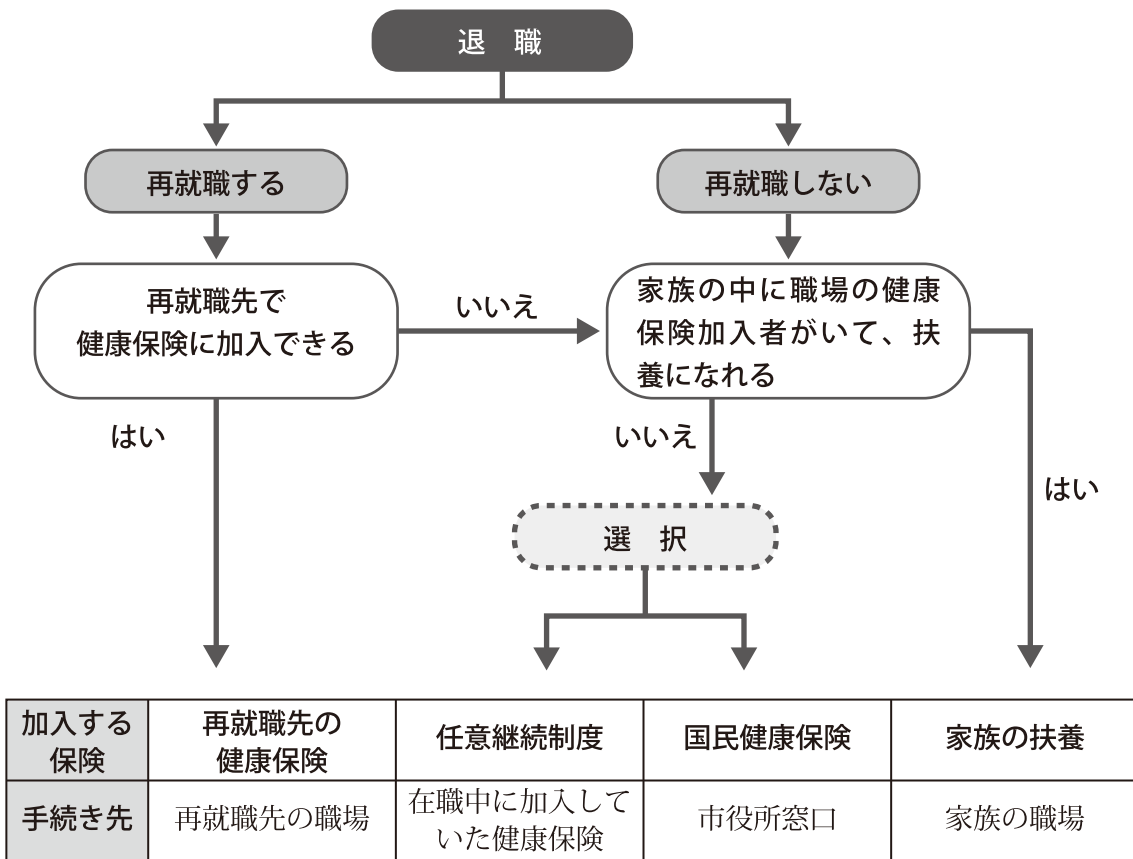 退　職
再就職する
再就職しない
再就職先で
健康保険に加入できる
いいえ
家族の中に職場の健康
保険加入者がいて、扶
養になれる
はい
いいえ
はい
選　択
加入する
保険
再就職先の
健康保険
任意継続制度
国民健康保険
家族の扶養
手続き先
再就職先の職場
在職中に加入して
いた健康保険
市役所窓口
家族の職場